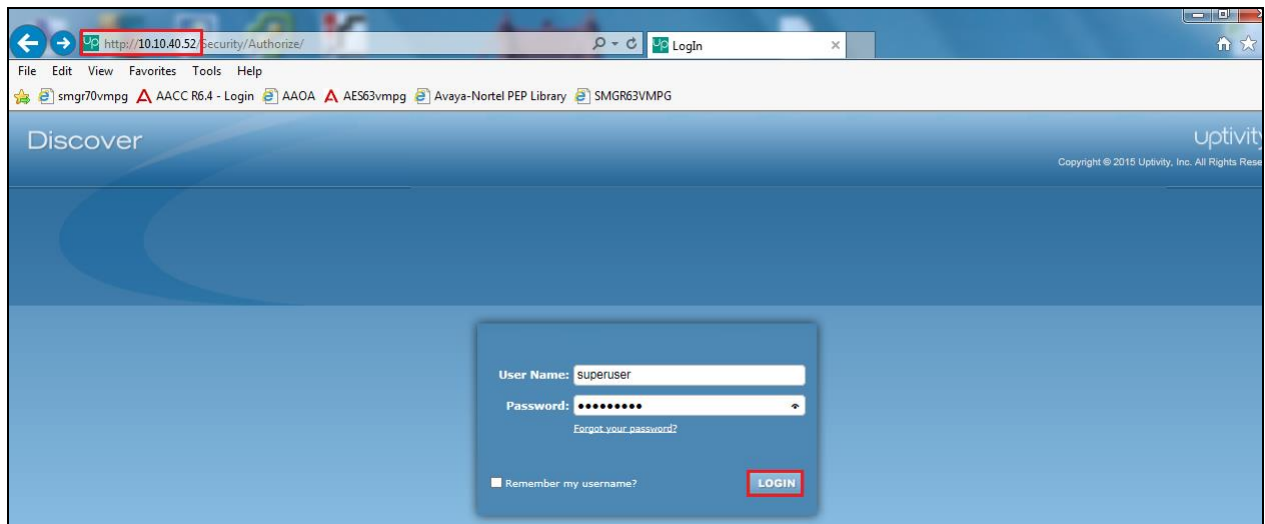 http://10.10.40.52/Security/Authorize/
LogIn
File Edit View Favorites Tools Help
smgr70vmpg AACC R6.4 - Login AAOA AES63vmpg Avaya-Nortel PEP Library SMGR63VMPG
Discover
uptivity
Copyright © 2015 Uptivity, Inc. All Rights Rese
User Name: superuser
Password: •••••••••
Forgot your password?
Remember my username? LOGIN